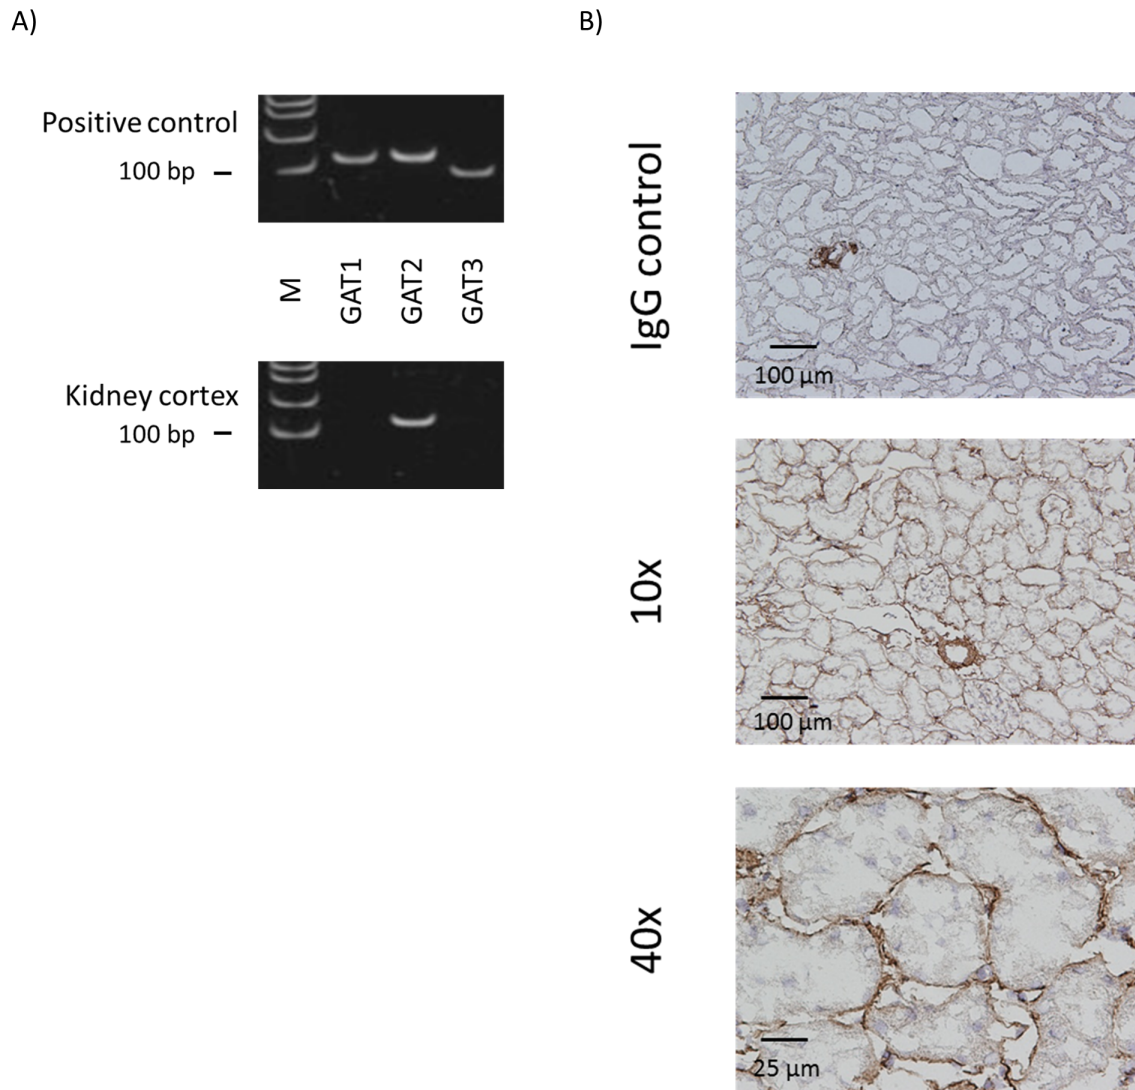 A)
Positive control
100 bp
M
GAT1
GAT2
GAT3
Kidney cortex
100 bp
B)
IgG control
100 µm
10x
100 µm
40x
25 µm